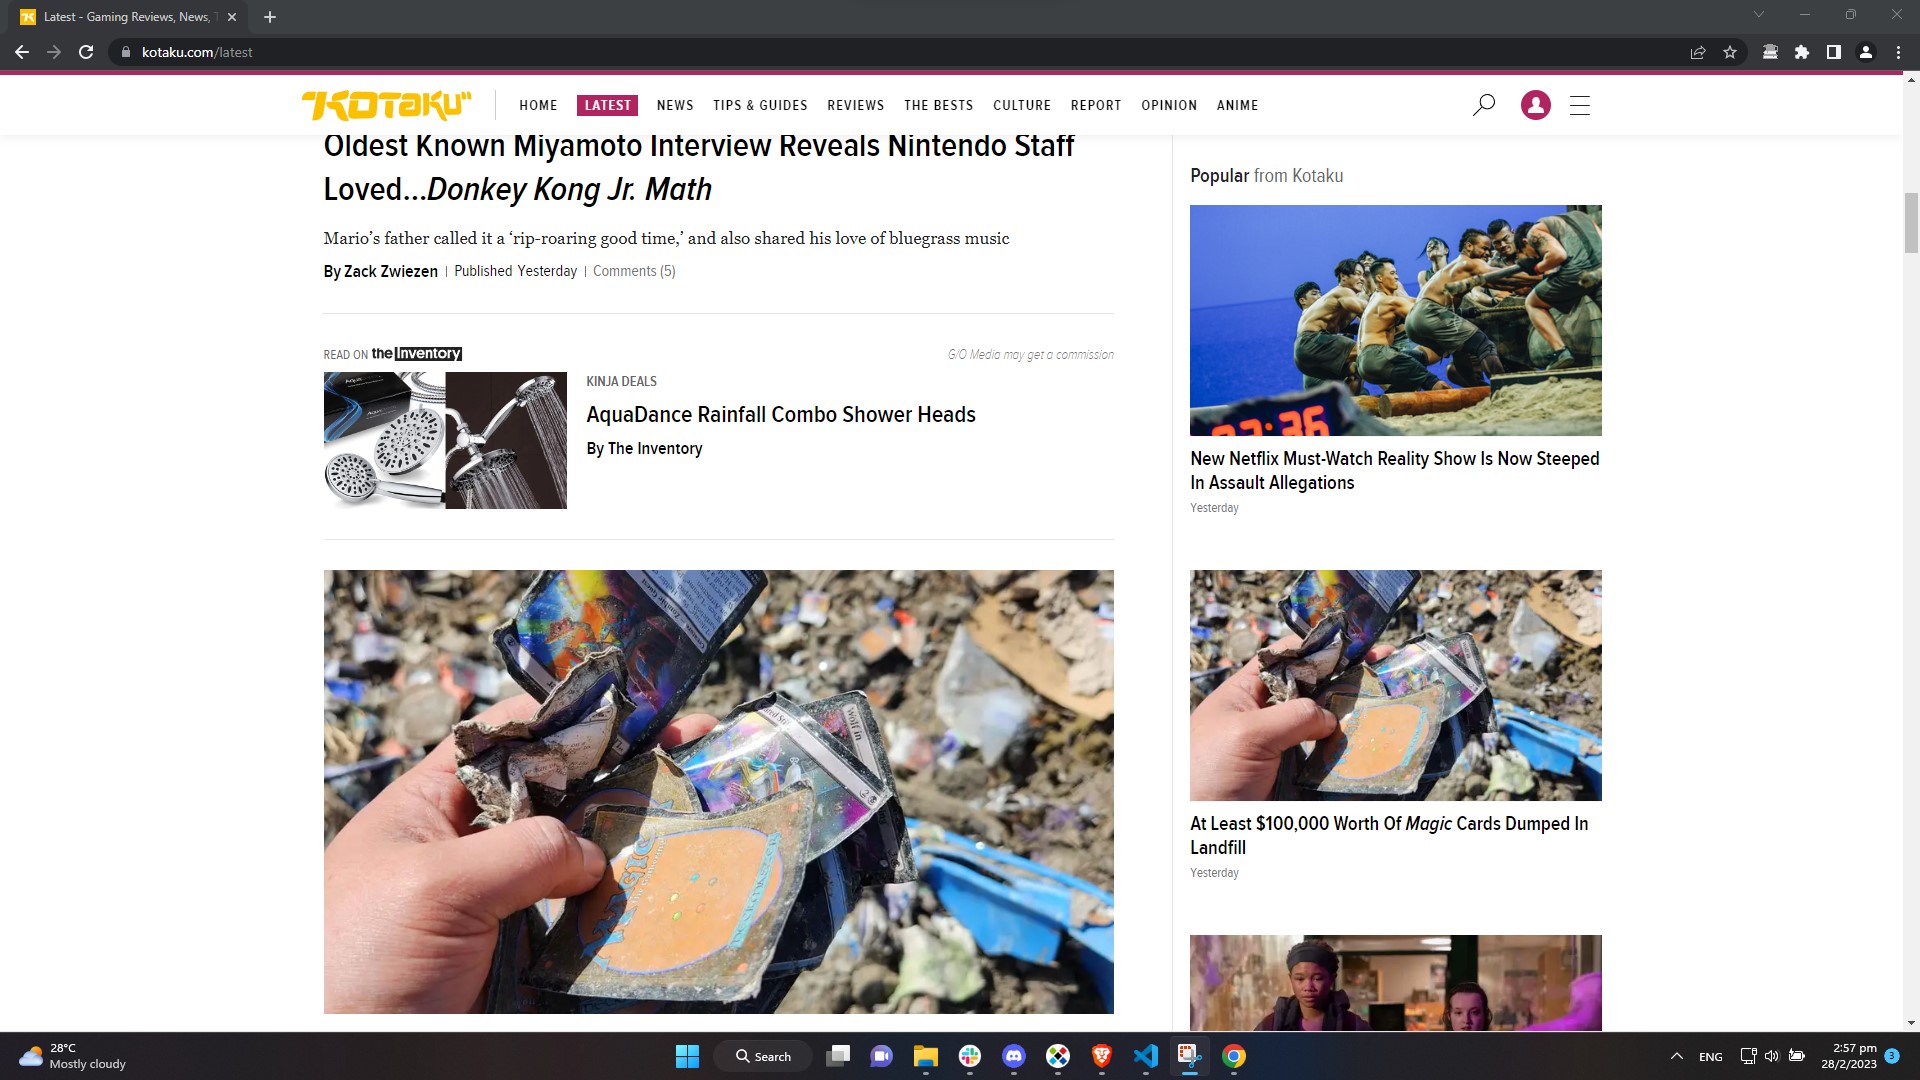 Latest - Gaming Reviews, News, T
kotaku.com/latest
KOTAKU
HOME LATEST NEWS TIPS & GUIDES REVIEWS THE BESTS CULTURE REPORT OPINION ANIME
Oldest Known Miyamoto Interview Reveals Nintendo Staff
Loved...Donkey Kong Jr. Math
Mario’s father called it a ‘rip-roaring good time,’ and also shared his love of bluegrass music
By Zack Zwiezen | Published Yesterday | Comments (5)
READ ON the Inventory
G/O Media may get a commission
KINJA DEALS
AquaDance Rainfall Combo Shower Heads
By The Inventory
Popular from Kotaku
03:36
New Netflix Must-Watch Reality Show Is Now Steeped
In Assault Allegations
Yesterday
At Least $100,000 Worth Of Magic Cards Dumped In
Landfill
Yesterday
MAGIC
28°C
Mostly cloudy
Search
ENG
2:57 pm
28/2/2023
3